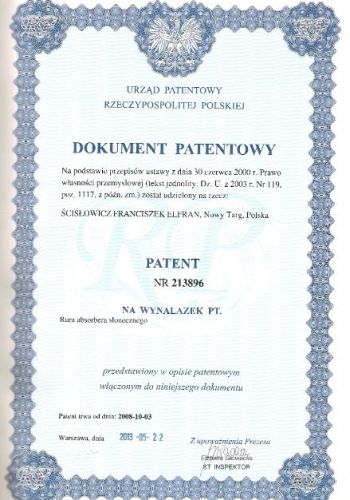 URZĄD PATENTOWY
RZECZYPOSPOLITEJ POLSKIEJ
DOKUMENT PATENTOWY
Na podstawie przepisów ustawy z dnia 30 czerwca 2000 r. Prawo
własności przemysłowej (tekst jednolity: Dz. U. z 2003 r. Nr 119,
poz. 1117, z późn. zm.) został udzielony na rzecz:
ŚCISŁOWICZ FRANCISZEK ELFRAN, Nowy Targ, Polska
PATENT
NR 213896
NA WYNALAZEK PT.
Rura absorbera słonecznego
przedstawiony w opisie patentowym
włączonym do niniejszego dokumentu
Patent trwa od dnia: 2008-10-03
Warszawa, dnia 2013 -05- 22
Z upoważnienia Prezesa
Elżbieta Głowacka
ST INSPEKTOR